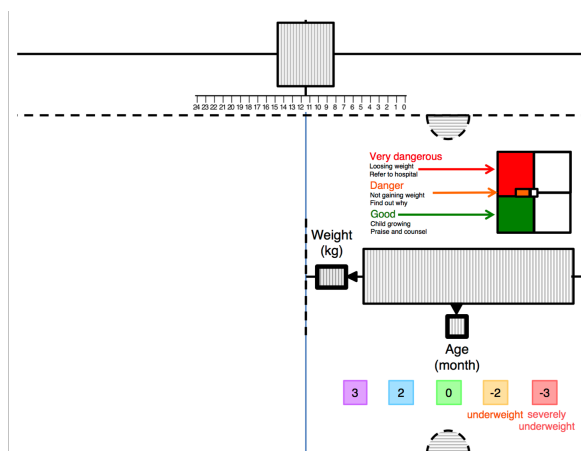 24 23 22 21 20 19 18 17 16 15 14 13 12 11 10 9 8 7 6 5 4 3 2 1 0
Very dangerous
Loosing weight
Refer to hospital
Danger
Not gaining weight
Find out why
Good
Child growing
Praise and counsel
Weight
(kg)
Age
(month)
3 2 0 -2 -3
underweight severely
underweight